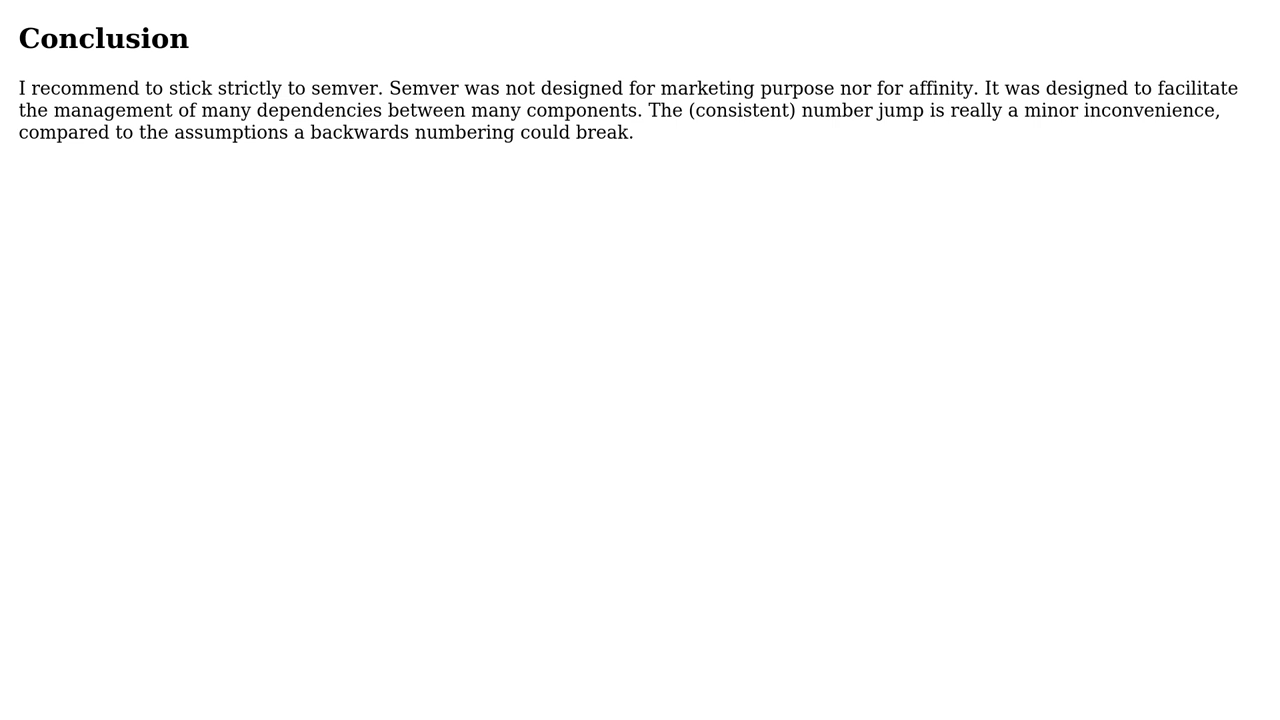 Conclusion
I recommend to stick strictly to semver. Semver was not designed for marketing purpose nor for affinity. It was designed to facilitate
the management of many dependencies between many components. The (consistent) number jump is really a minor inconvenience,
compared to the assumptions a backwards numbering could break.